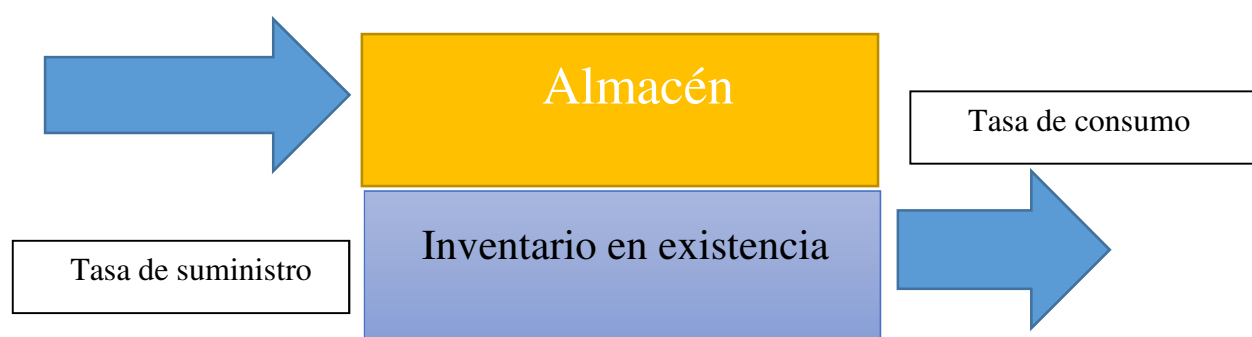 Almacén
Tasa de consumo
Inventario en existencia
Tasa de suministro